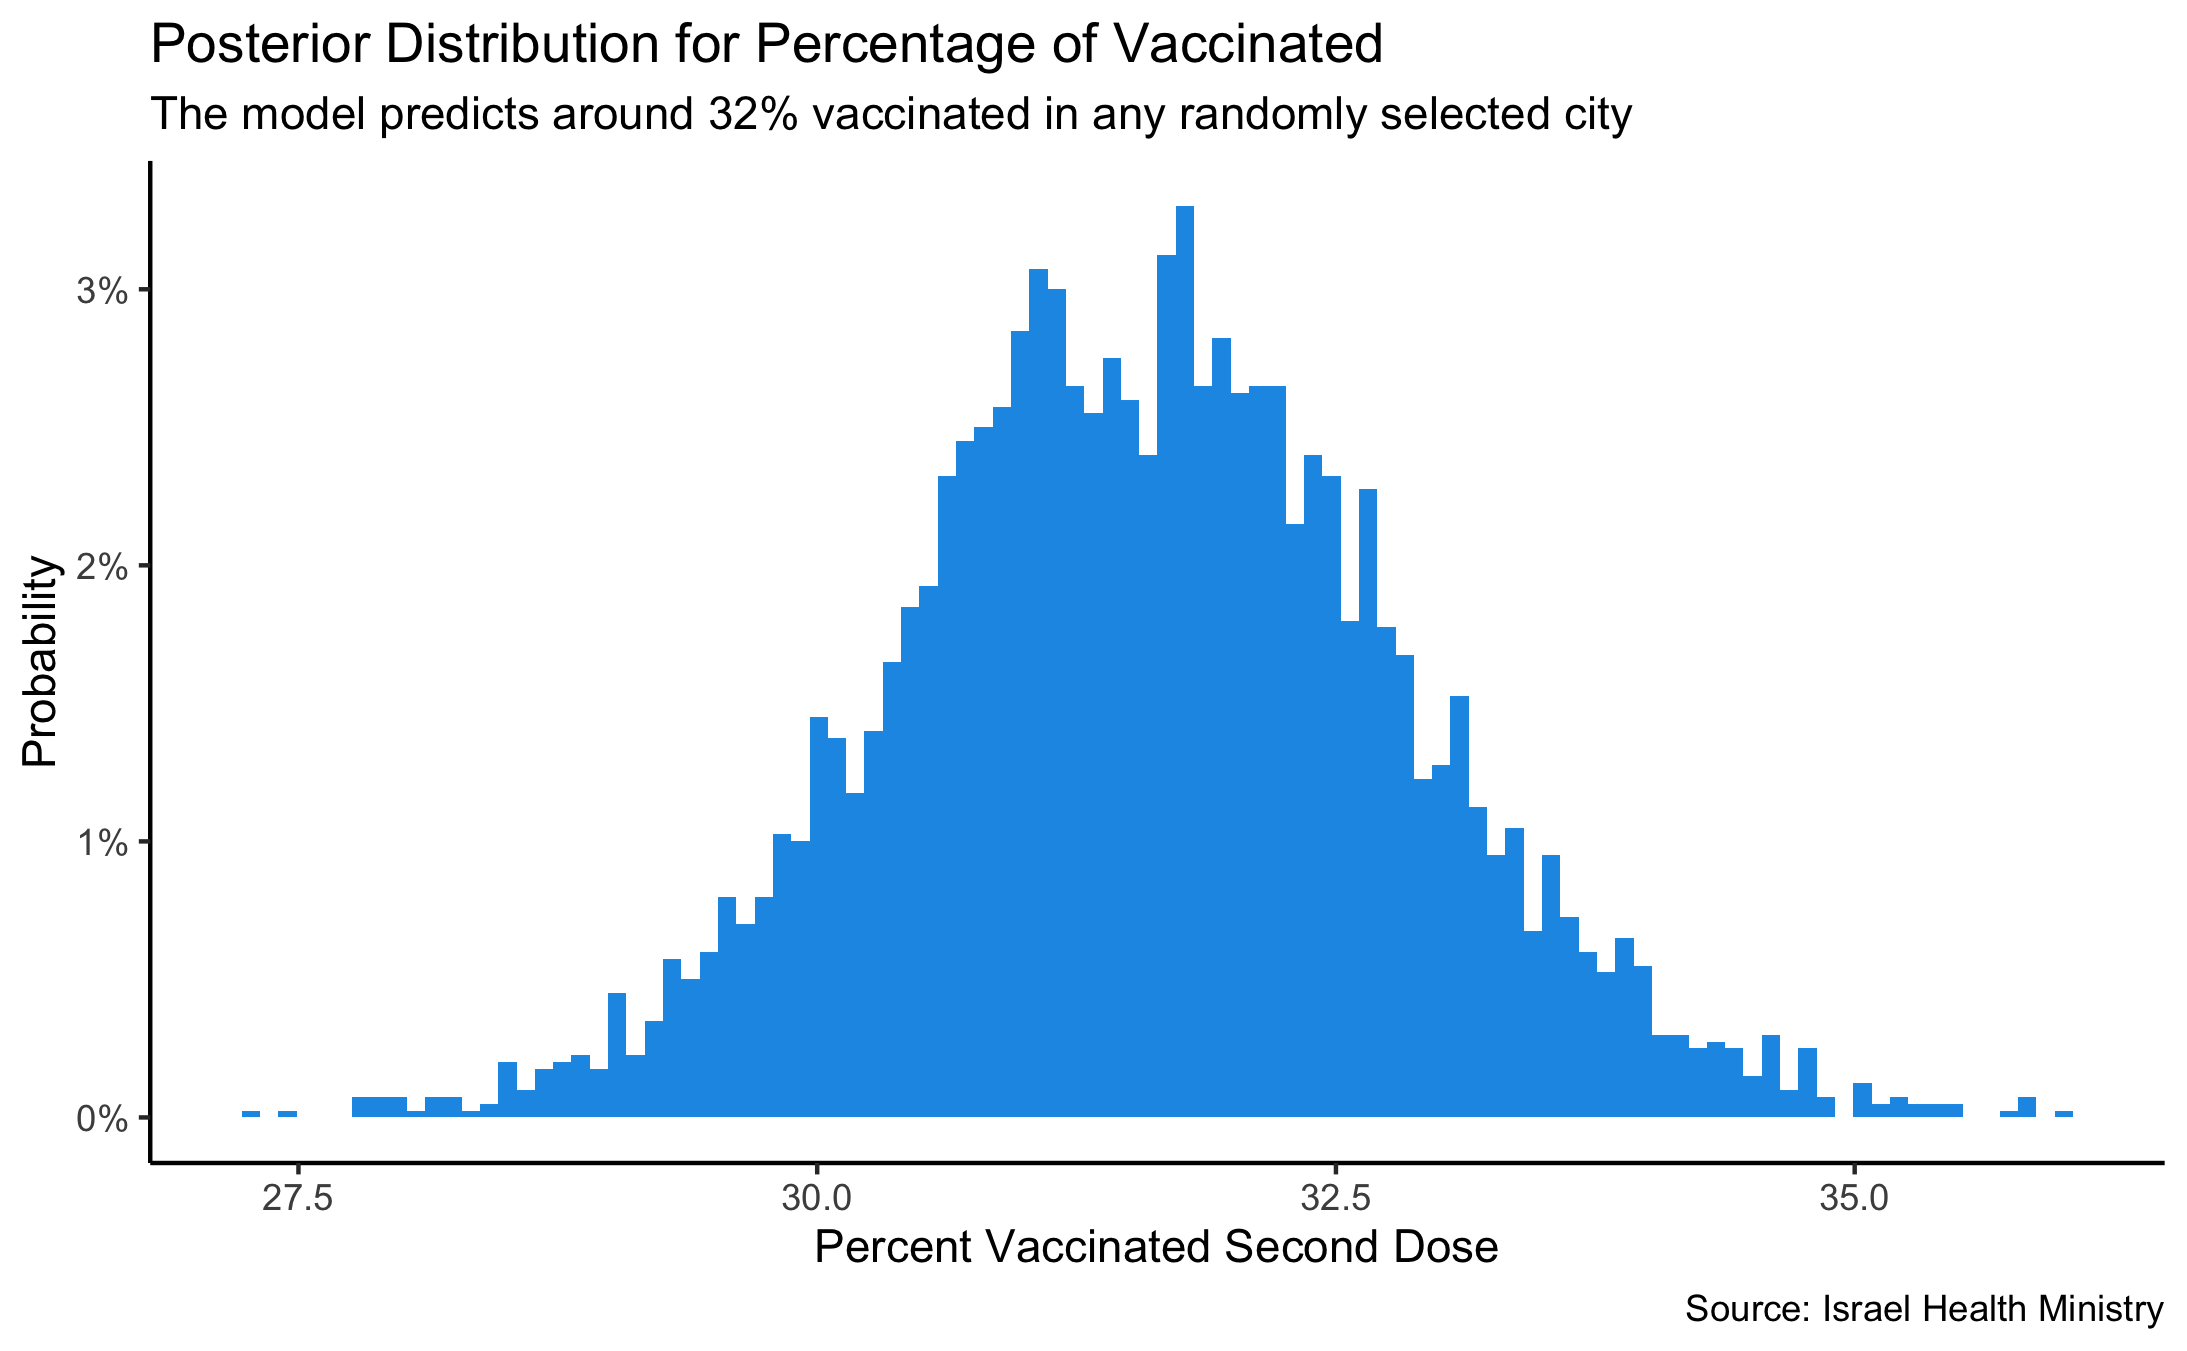 Posterior Distribution for Percentage of Vaccinated
The model predicts around 32% vaccinated in any randomly selected city
3%
2%
1%
0%
Probability
27.5 30.0 32.5 35.0
Percent Vaccinated Second Dose
Source: Israel Health Ministry